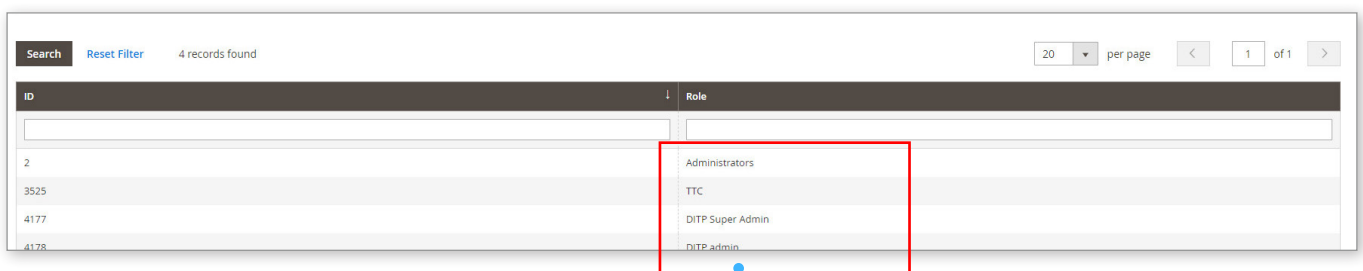 Search Reset Filter 4 records found 20 per page 1 of 1
ID Role
2 Administrators
3525 TTC
4177 DITP Super Admin
4178 DITP admin